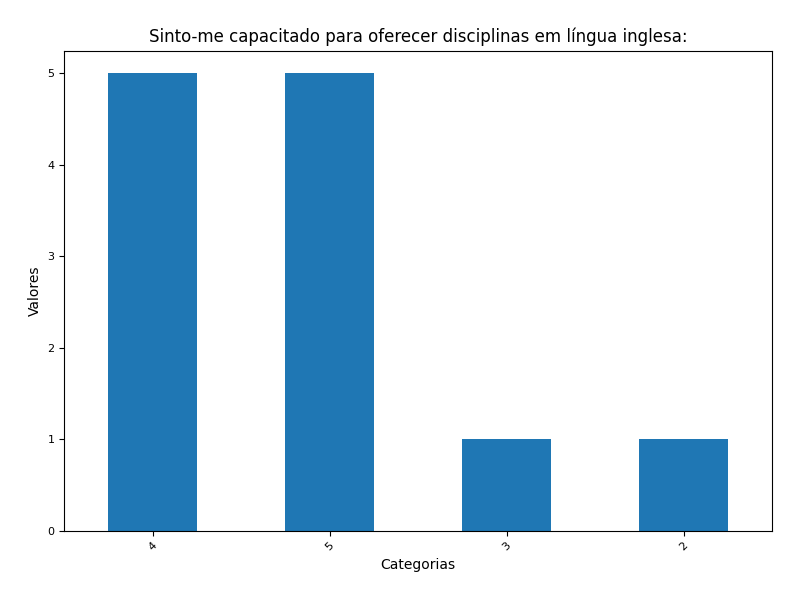 Sinto-me capacitado para oferecer disciplinas em língua inglesa:
5
4
3
2
1
0
Valores
4 5 3 2
Categorias